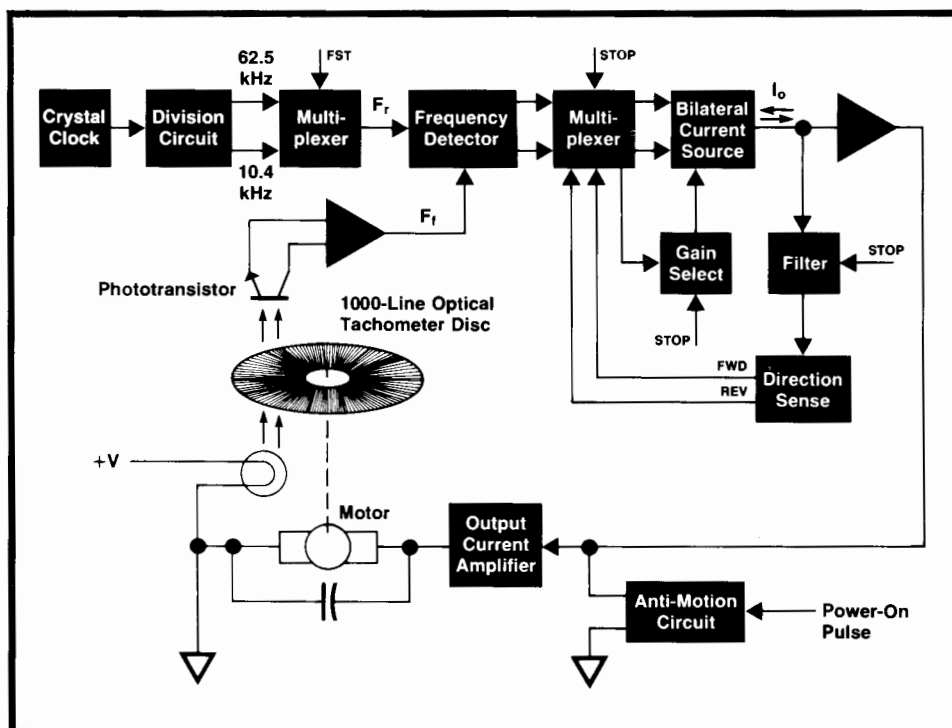 62.5
kHz
FST
STOP
Crystal
Clock
Division
Circuit
Multi-
plexer
Fr
Frequency
Detector
Multi-
plexer
Bilateral
Current
Source
Io
10.4
kHz
Ff
Gain
Select
Filter
STOP
STOP
Phototransistor
1000-Line Optical
Tachometer Disc
FWD
REV
Direction
Sense
+V
Motor
Output
Current
Amplifier
Anti-Motion
Circuit
Power-On
Pulse